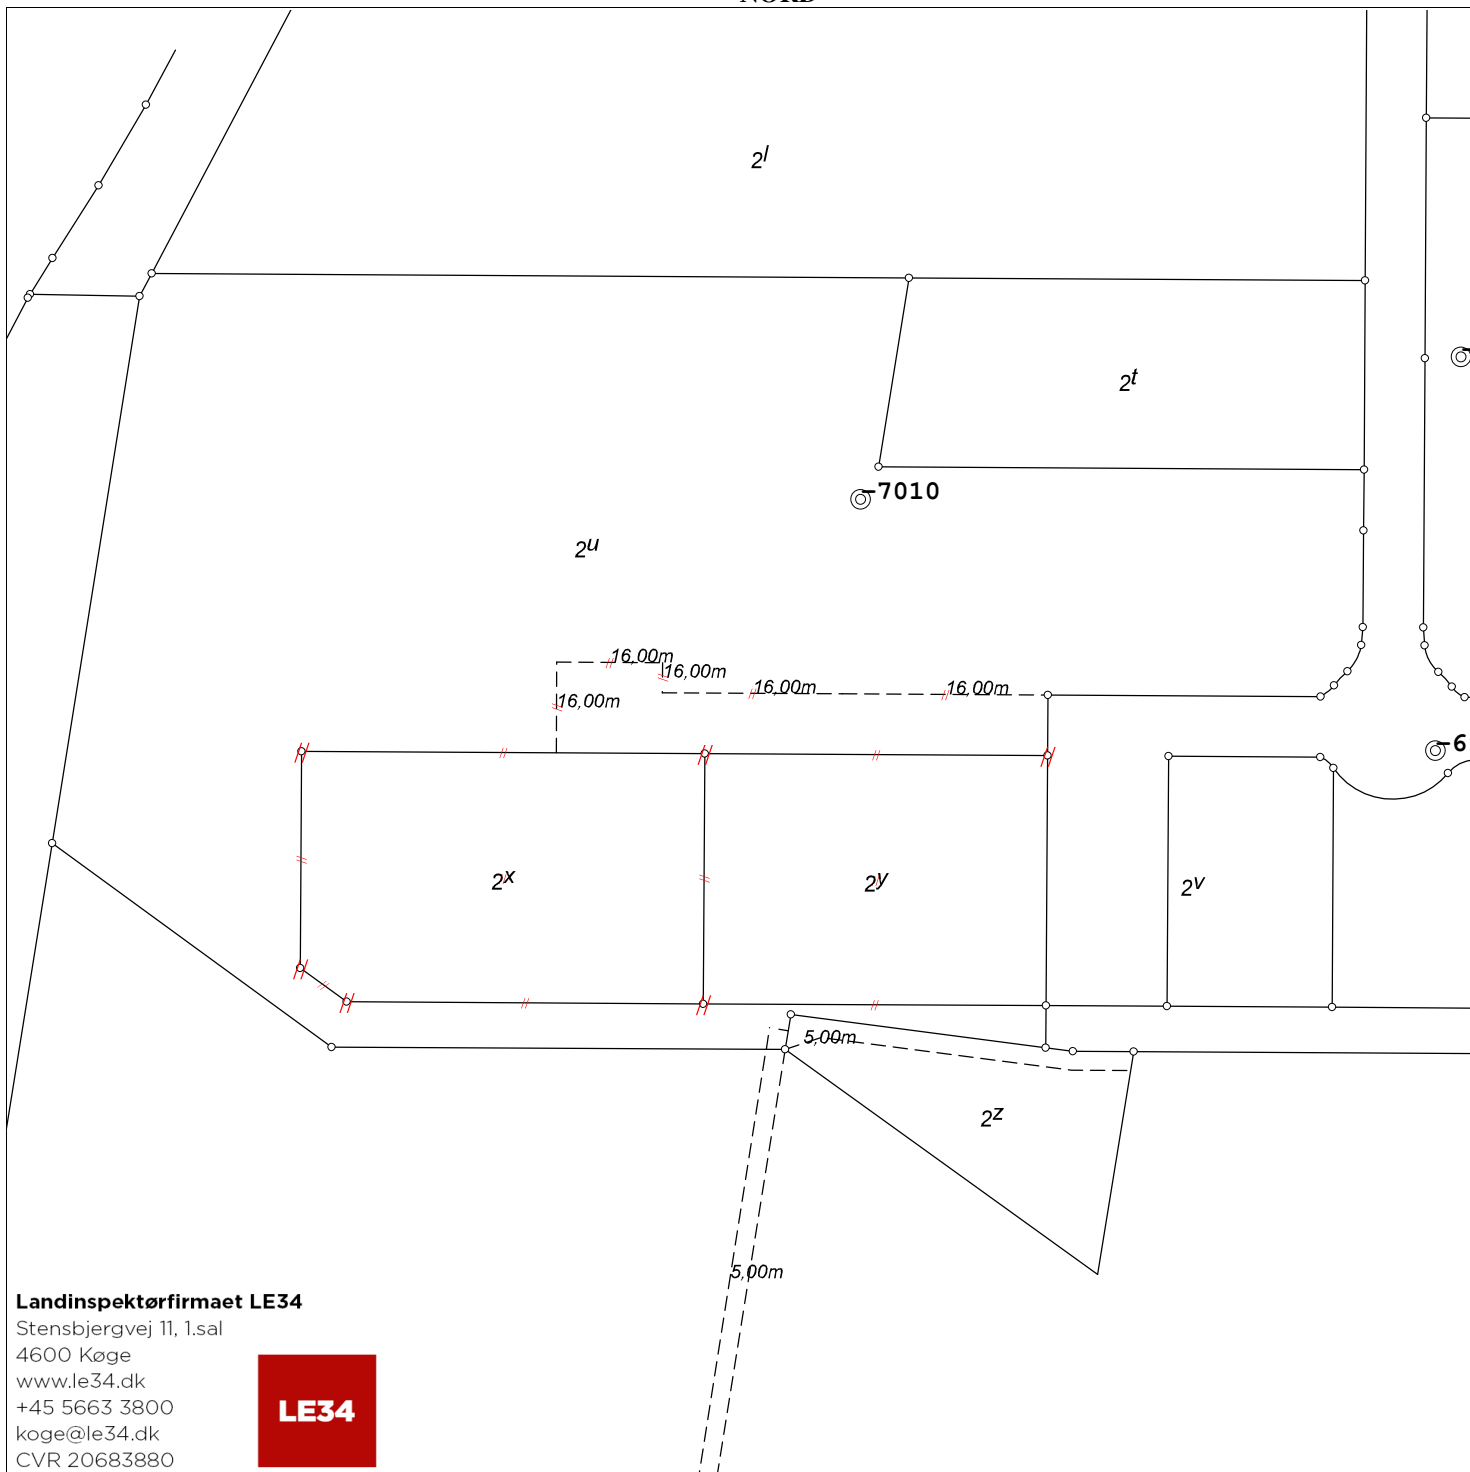 NORD
2l
2t
-7010
2u
16,00m
16,00m
16,00m
16,00m
16,00m
-6
2x
2y
2v
5,00m
2z
5,00m
Landinspektørfirmaet LE34
Stensbjergvej 11, 1.sal
4600 Køge
www.le34.dk
+45 5663 3800
koge@le34.dk
CVR 20683880
LE34